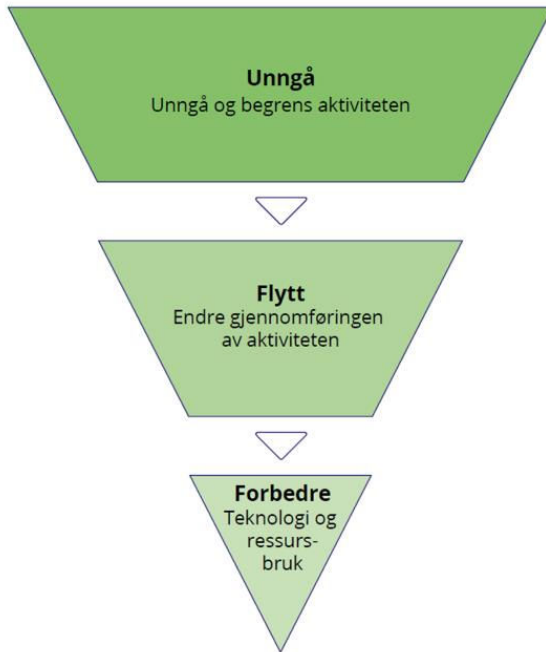 Unngå
Unngå og begrens aktiviteten
Flytt
Endre gjennomføringen
av aktiviteten
Forbedre
Teknologi og
ressurs-
bruk